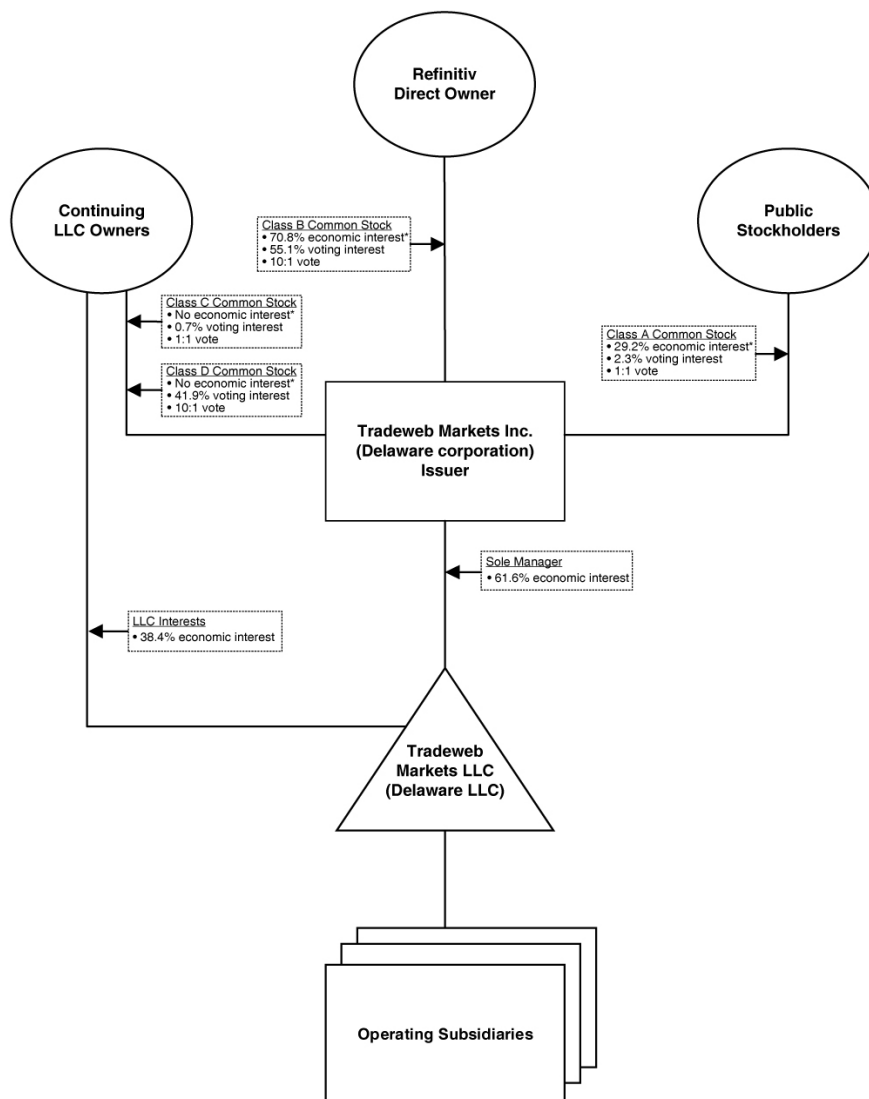 Refinitiv
Direct Owner
Continuing
LLC Owners
Public
Stockholders
Class B Common Stock
• 70.8% economic interest*
• 55.1% voting interest
• 10:1 vote
Class C Common Stock
• No economic interest*
• 0.7% voting interest
• 1:1 vote
Class A Common Stock
• 29.2% economic interest*
• 2.3% voting interest
• 1:1 vote
Class D Common Stock
• No economic interest*
• 41.9% voting interest
• 10:1 vote
Tradeweb Markets Inc.
(Delaware corporation)
Issuer
Sole Manager
• 61.6% economic interest
LLC Interests
• 38.4% economic interest
Tradeweb
Markets LLC
(Delaware LLC)
Operating Subsidiaries